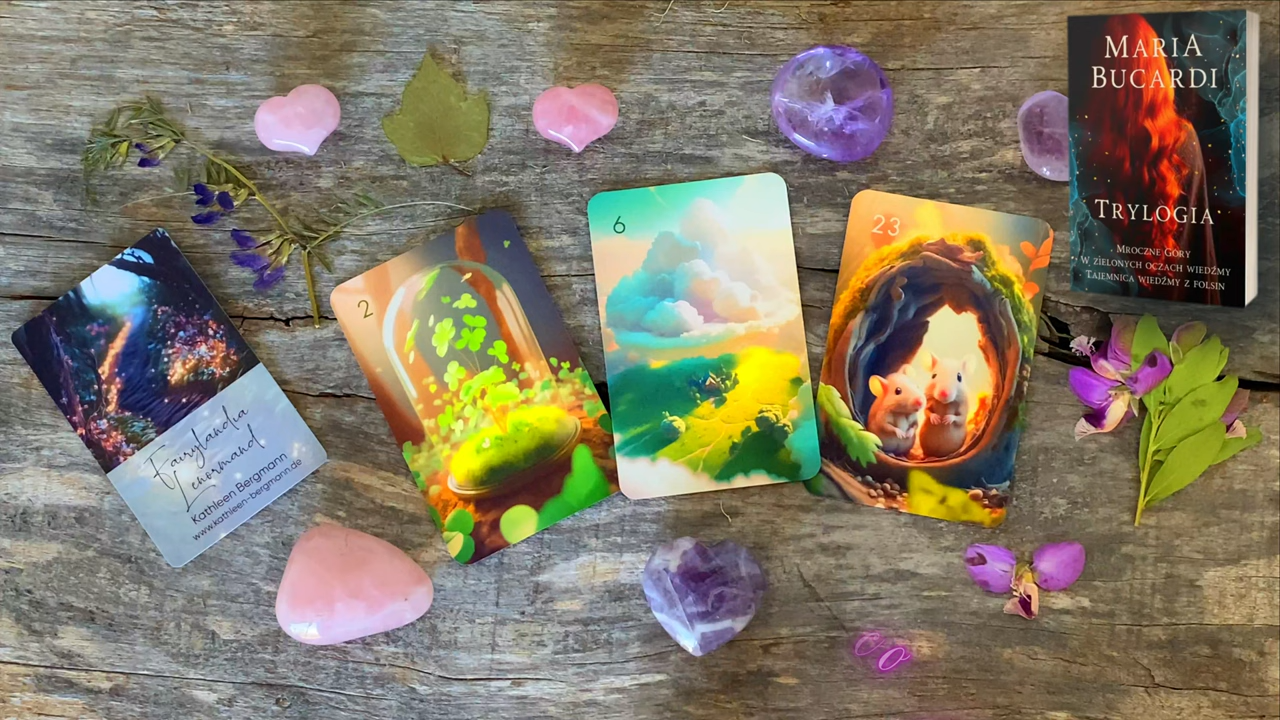 Fairylandia
Lenormand
Kathleen Bergmann
www.kathleen-bergmann.de
2
6
23
MARIA
BUCARDI
TRYLOGIA
MROCZNE GÓRY
W ZIELONYCH OCZACH WIEDŹMY
TAJEMNICA WIEDŹMY Z FOLSIN